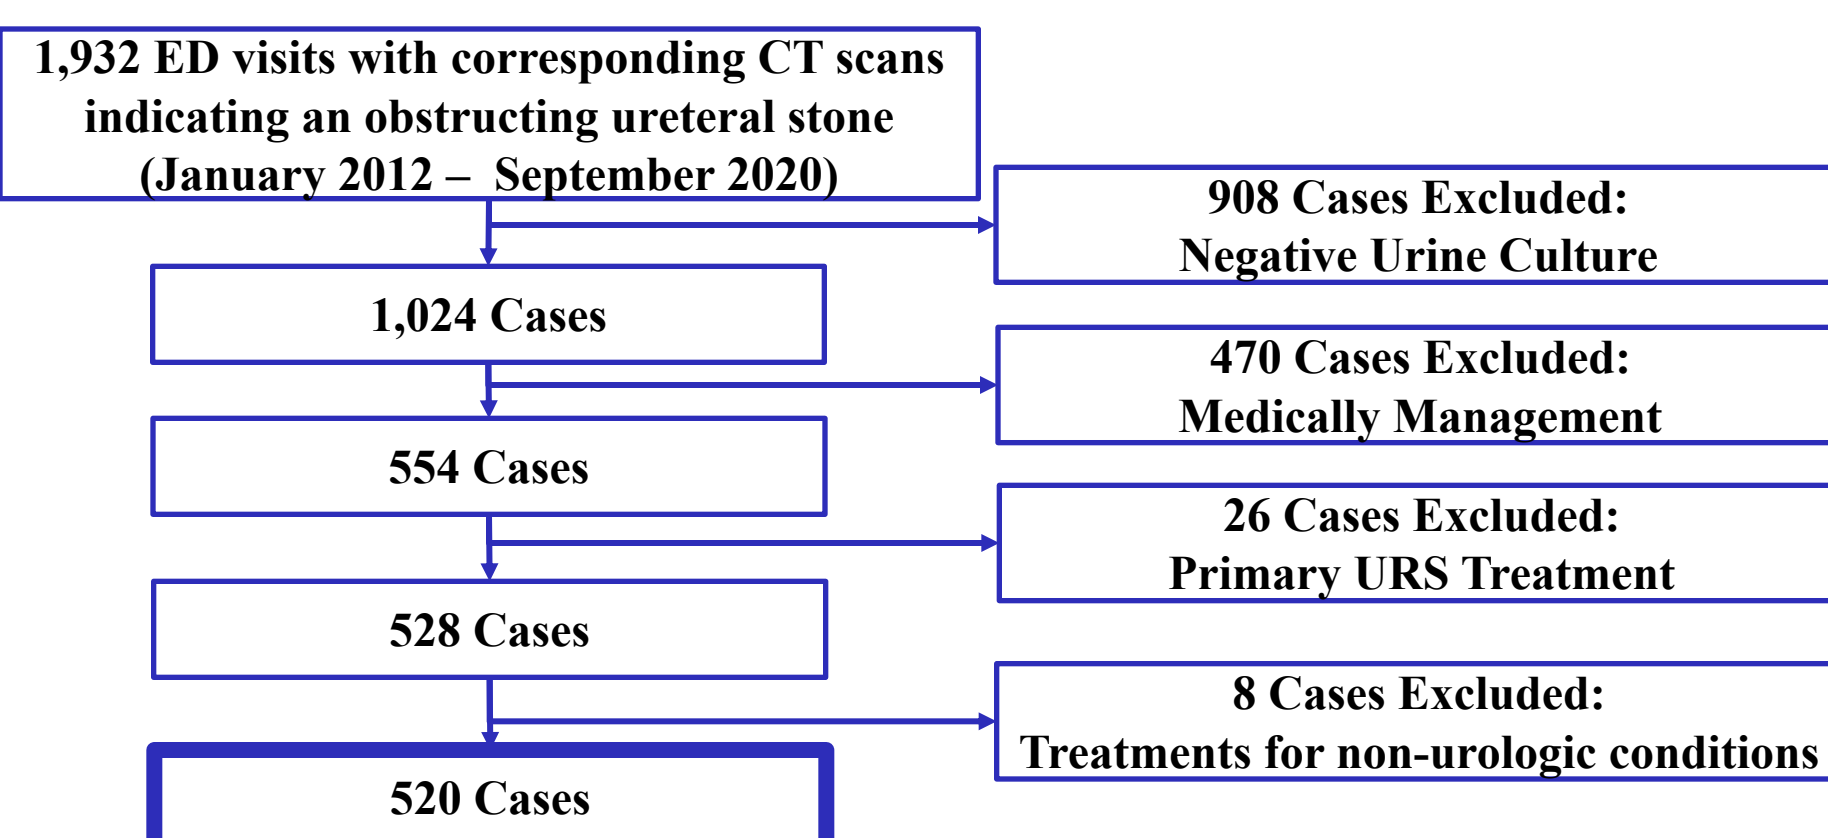 1,932 ED visits with corresponding CT scans
indicating an obstructing ureteral stone
(January 2012 – September 2020)
908 Cases Excluded:
Negative Urine Culture
1,024 Cases
470 Cases Excluded:
Medically Management
554 Cases
26 Cases Excluded:
Primary URS Treatment
528 Cases
8 Cases Excluded:
Treatments for non-urologic conditions
520 Cases